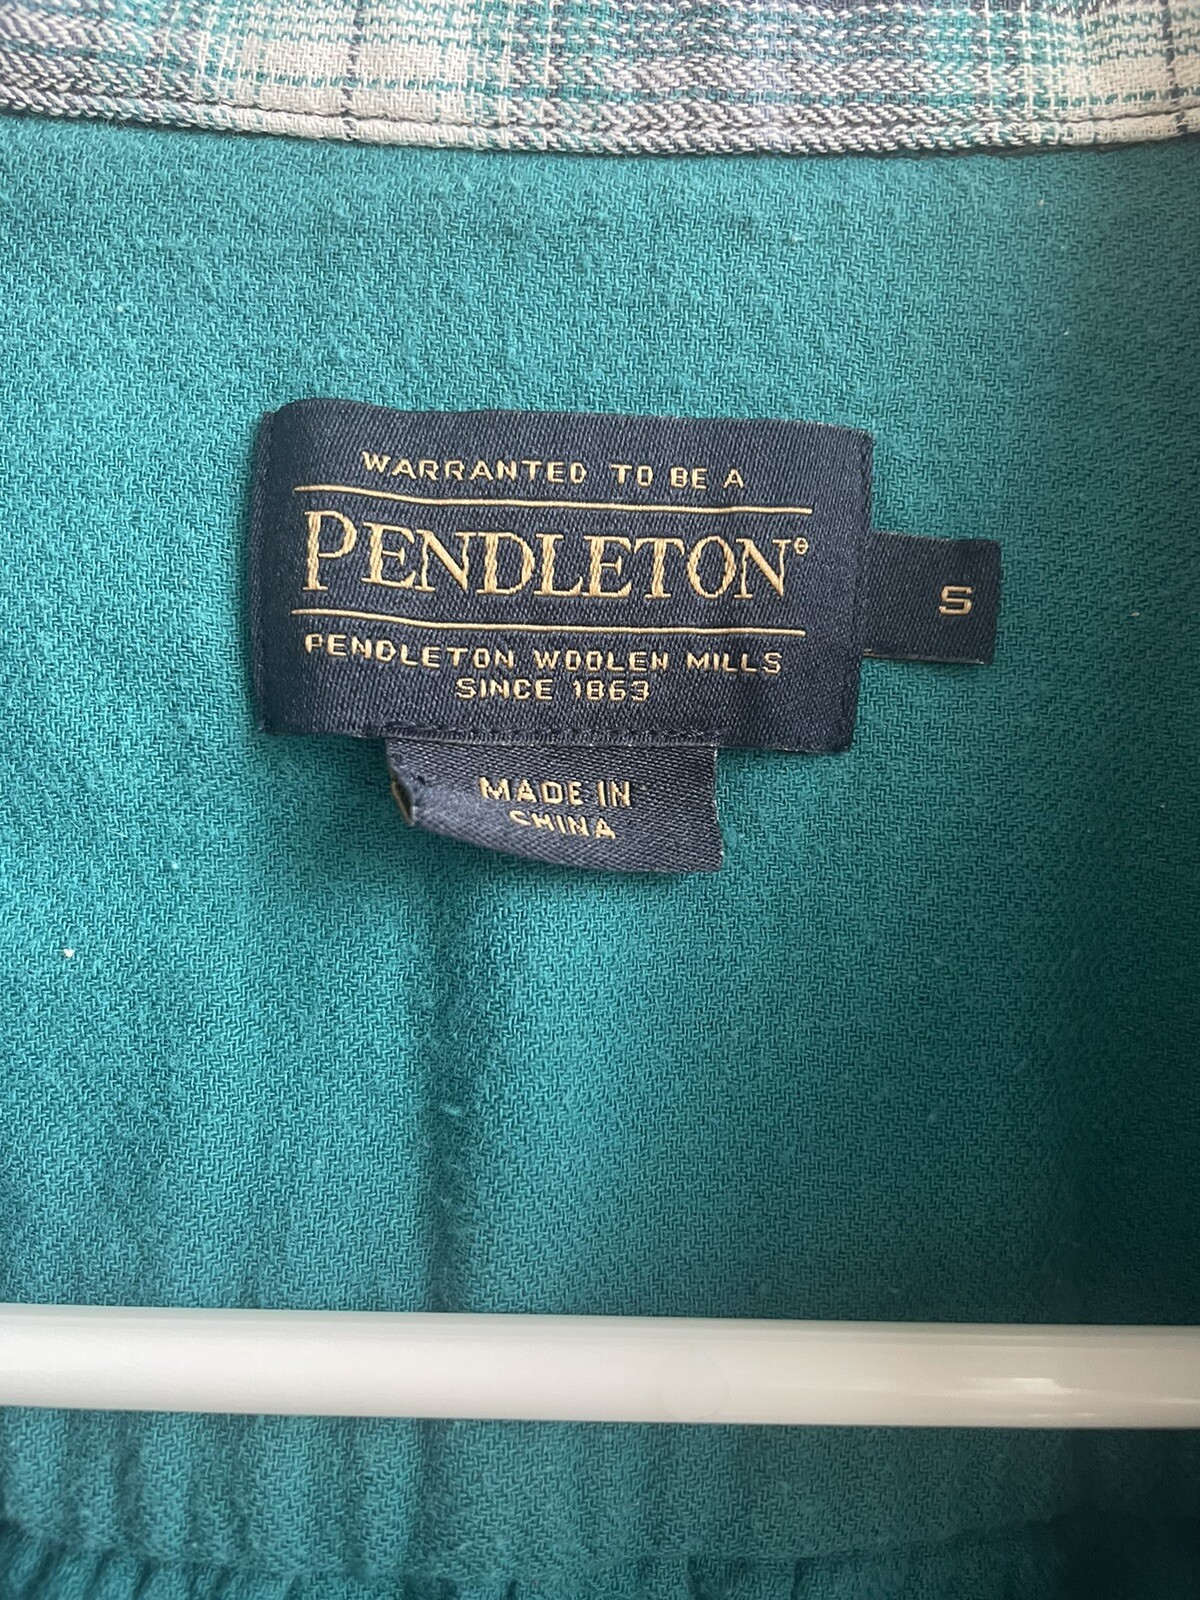 WARRANTED TO BE A
PENDLETON®
S
PENDLETON WOOLEN MILLS
SINCE 1863
MADE IN
CHINA